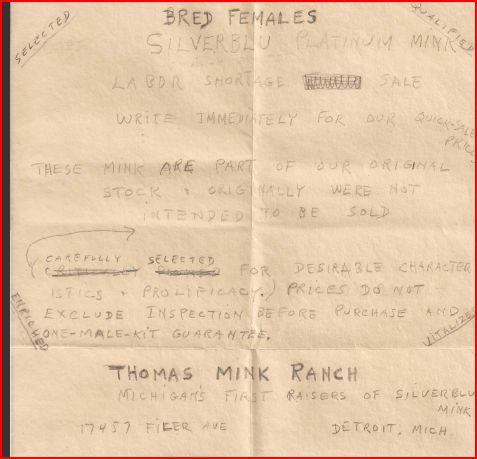 SELECTED
BRED FEMALES
QUALIFIED
SILVERBLU PLATINUM MINK
LABOR SHORTAGE SALE
WRITE IMMEDIATELY FOR OUR QUICK-SALE
PRICES
THESE MINK ARE PART OF OUR ORIGINAL
STOCK & ORIGINALLY WERE NOT
INTENDED TO BE SOLD
CAREFULLY SELECTED
FOR DESIRABLE CHARACTER
ISTICS + PROLIFICACY.) PRICES DO NOT
EXCLUDE INSPECTION BEFORE PURCHASE AND
ONE-MALE-KIT GUARANTEE.
ENRICHED
VITALIZED
THOMAS MINK RANCH
MICHIGAN'S FIRST RAISERS OF SILVERBLU
MINK
17457 FILER AVE DETROIT, MICH.